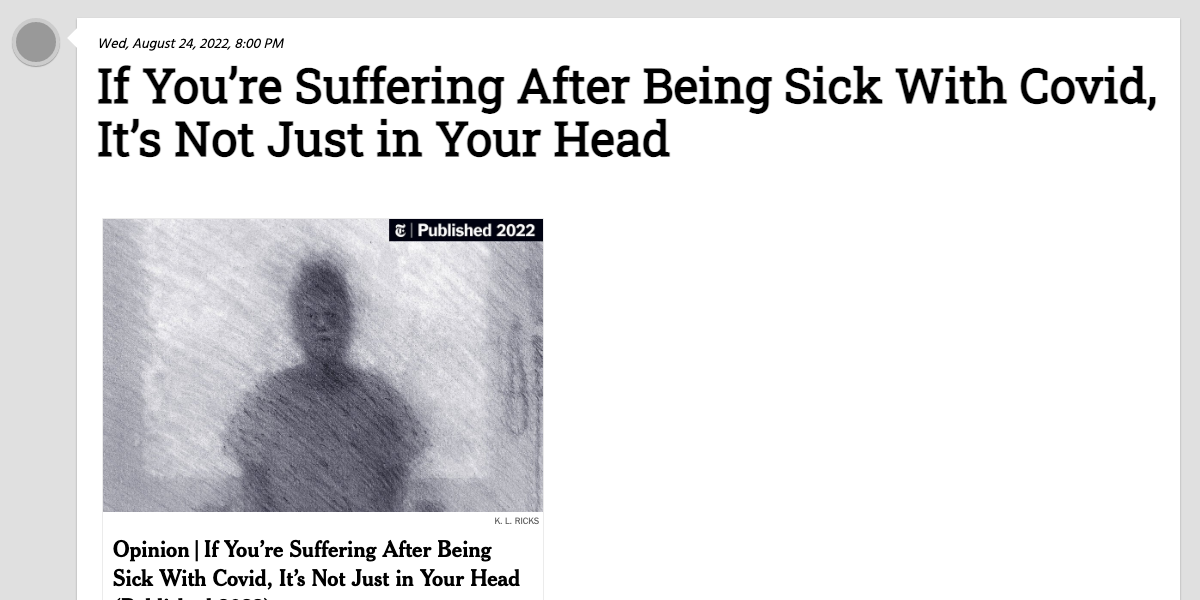 Wed, August 24, 2022, 8:00 PM
If You’re Suffering After Being Sick With Covid,
It’s Not Just in Your Head
T | Published 2022
K. L. RICKS
Opinion | If You’re Suffering After Being
Sick With Covid, It’s Not Just in Your Head